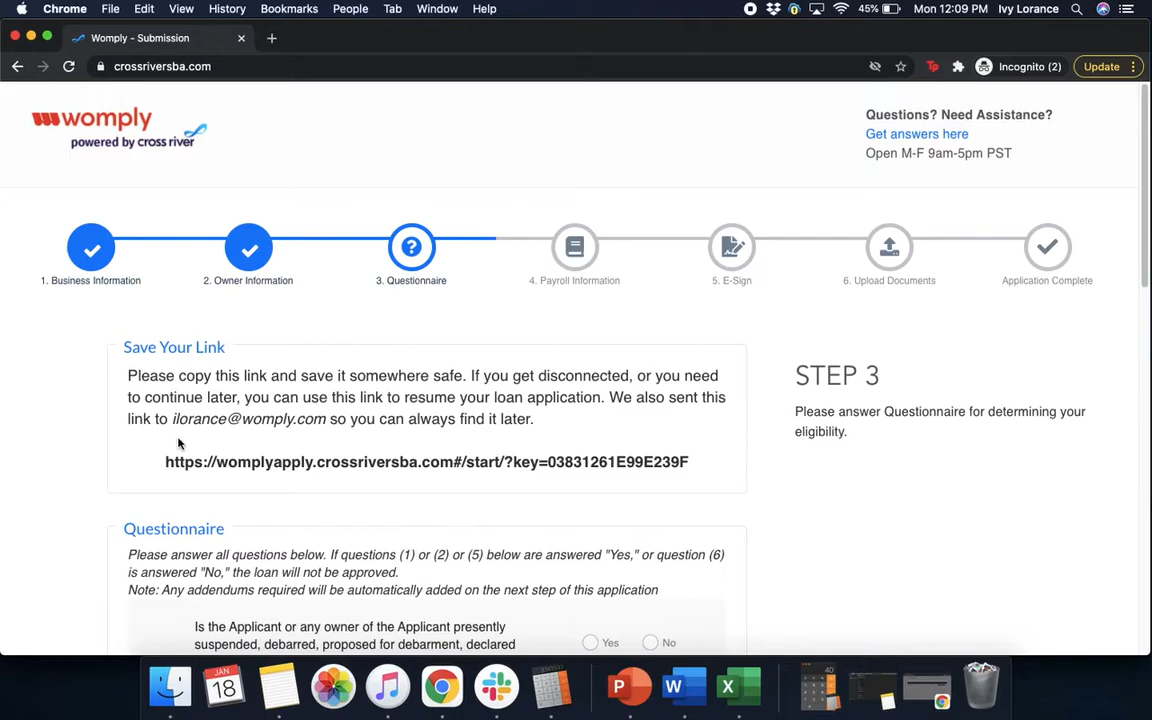 Chrome File Edit View History Bookmarks People Tab Window Help 45% Mon 12:09 PM Ivy Lorance
Womply - Submission
crossriversba.com Incognito (2) Update
womply
powered by cross river
Questions? Need Assistance?
Get answers here
Open M-F 9am-5pm PST
1. Business Information 2. Owner Information 3. Questionnaire 4. Payroll Information 5. E-Sign 6. Upload Documents Application Complete
Save Your Link
Please copy this link and save it somewhere safe. If you get disconnected, or you need
to continue later, you can use this link to resume your loan application. We also sent this
link to ilorance@womply.com so you can always find it later.
https://womplyapply.crossriversba.com#/start/?key=03831261E99E239F
STEP 3
Please answer Questionnaire for determining your
eligibility.
Questionnaire
Please answer all questions below. If questions (1) or (2) or (5) below are answered "Yes," or question (6)
is answered "No," the loan will not be approved.
Note: Any addendums required will be automatically added on the next step of this application
Is the Applicant or any owner of the Applicant presently
suspended, debarred, proposed for debarment, declared
Yes No
JAN
18
P
W
X
40